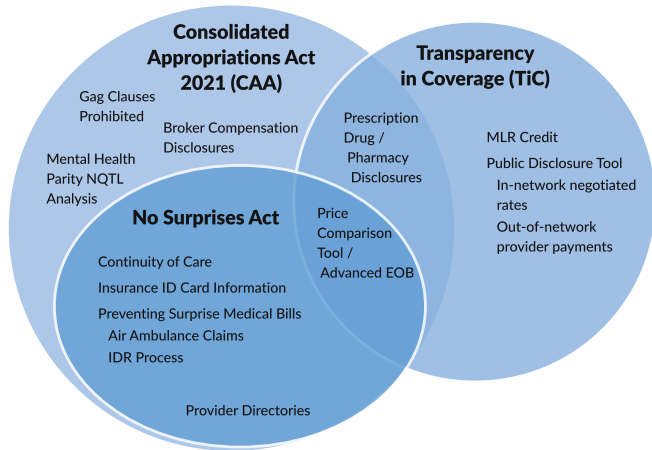 Consolidated
Appropriations Act
2021 (CAA)
Gag Clauses
Prohibited
Broker Compensation
Disclosures
Mental Health
Parity NQTL
Analysis
No Surprises Act
Continuity of Care
Insurance ID Card Information
Preventing Surprise Medical Bills
Air Ambulance Claims
IDR Process
Provider Directories
Prescription
Drug /
Pharmacy
Disclosures
Price
Comparison
Tool /
Advanced EOB
Transparency
in Coverage (TiC)
MLR Credit
Public Disclosure Tool
In-network negotiated
rates
Out-of-network
provider payments